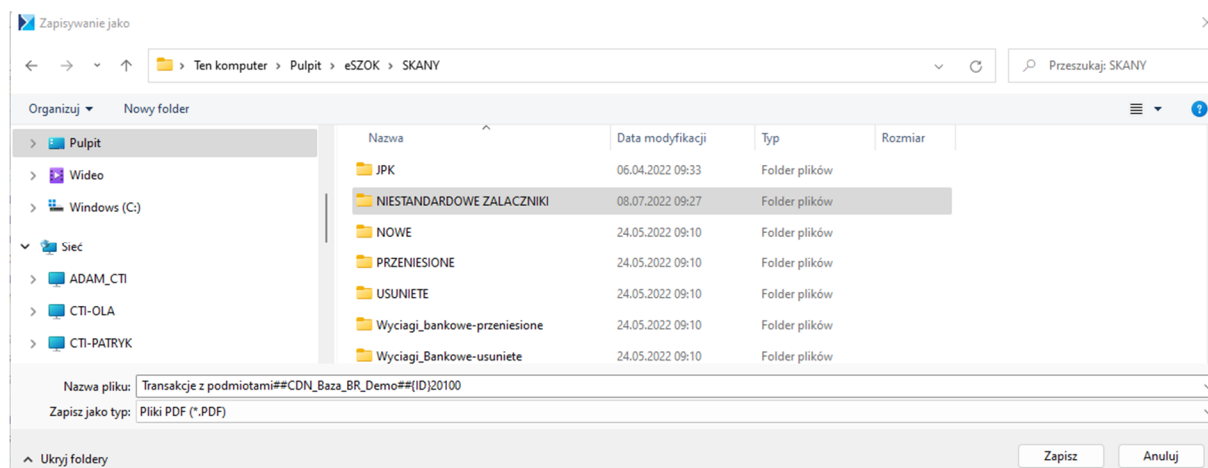 Zapisywanie jako
Ten komputer > Pulpit > eSZOK > SKANY
Przeszukaj: SKANY
Organizuj Nowy folder
Nazwa Data modyfikacji Typ Rozmiar
Pulpit
Wideo
Windows (C:)
Sieć
ADAM_CTI
CTI-OLA
CTI-PATRYK
JPK 06.04.2022 09:33 Folder plików
NIESTANDARDOWE ZALACZNIKI 08.07.2022 09:27 Folder plików
NOWE 24.05.2022 09:10 Folder plików
PRZENIESIONE 24.05.2022 09:10 Folder plików
USUNIETE 24.05.2022 09:10 Folder plików
Wyciagi_bankowe-przeniesione 24.05.2022 09:10 Folder plików
Wyciagi_Bankowe-usuniete 24.05.2022 09:10 Folder plików
Nazwa pliku: Transakcje z podmiotami##CDN_Baza_BR_Demo##{ID}20100
Zapisz jako typ: Pliki PDF (*.PDF)
Ukryj foldery
Zapisz Anuluj